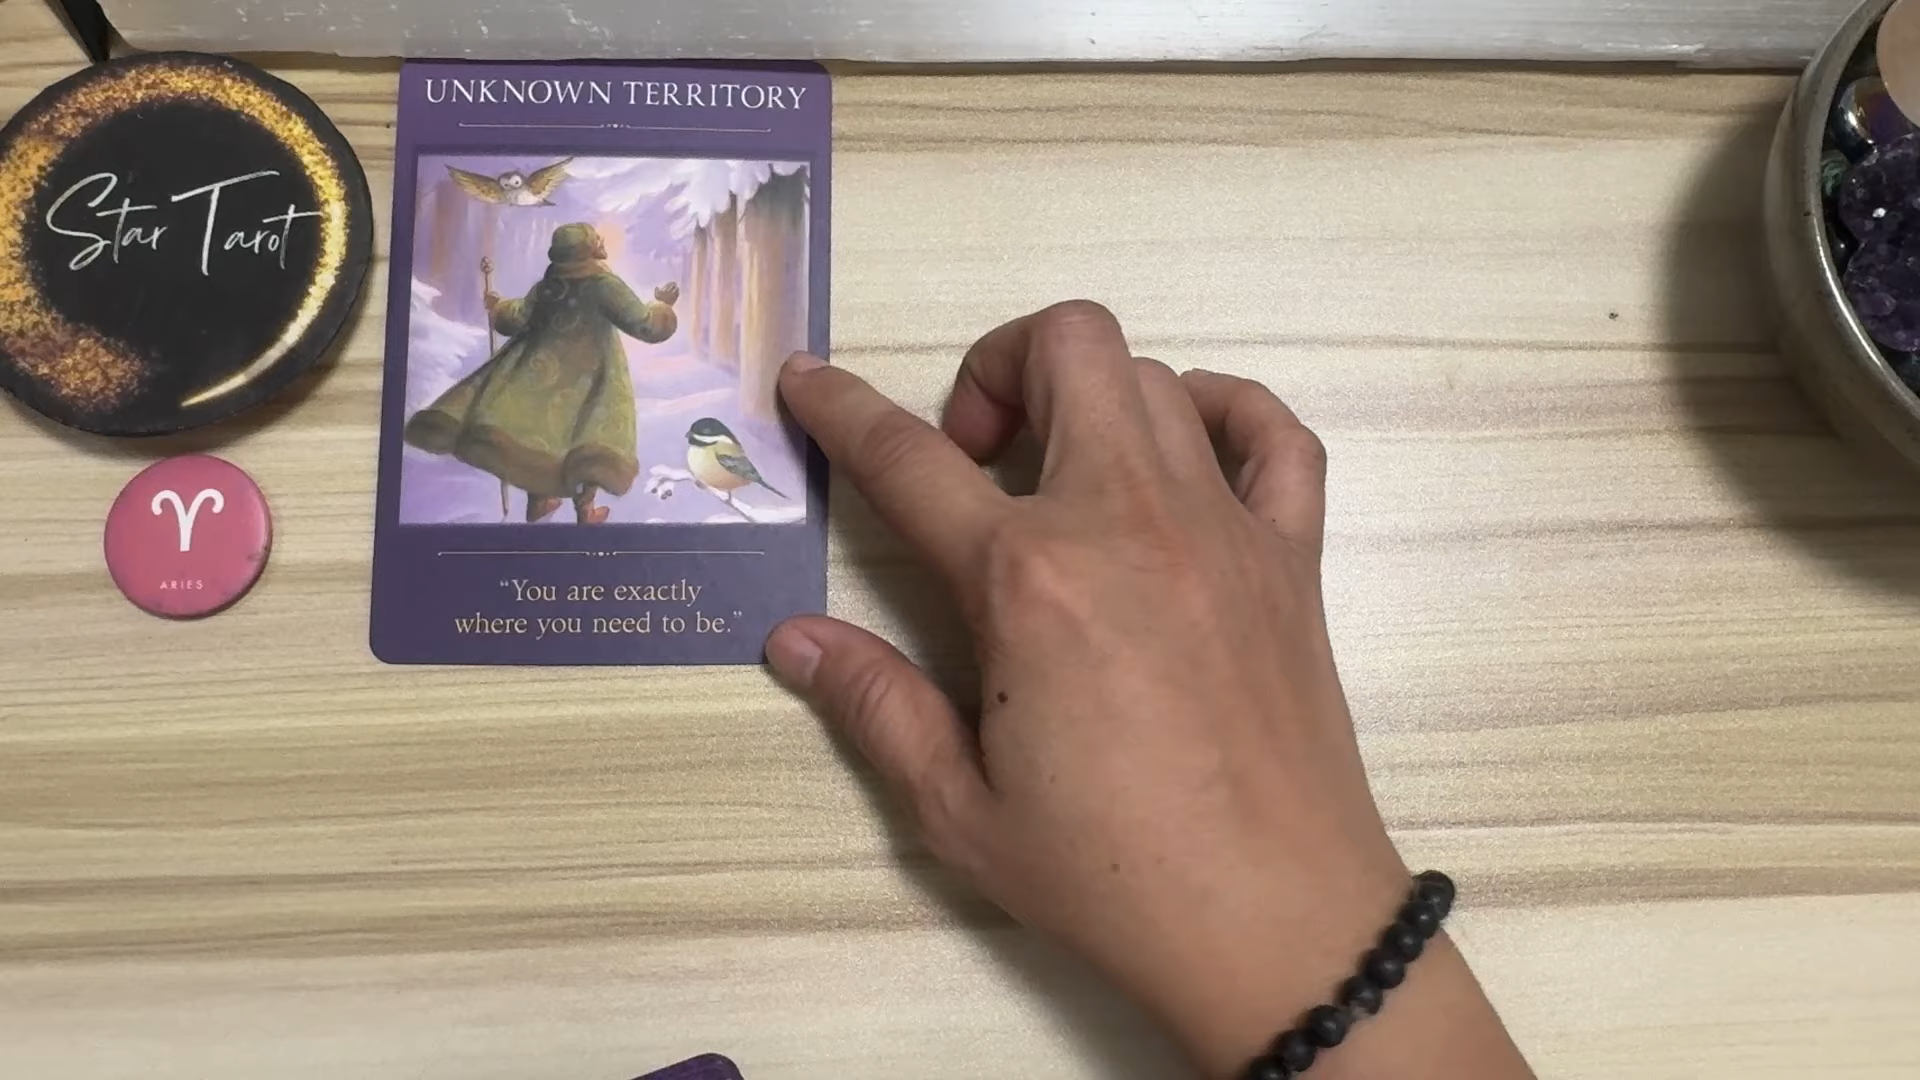 Star Tarot
UNKNOWN TERRITORY
ARIES
“You are exactly
where you need to be.”